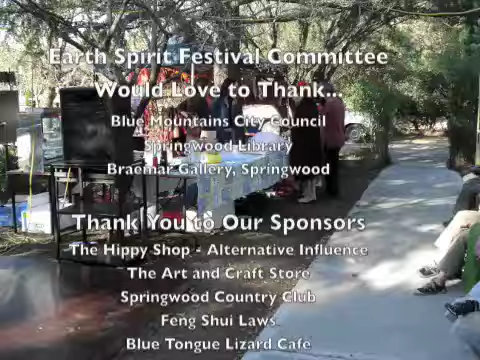 Earth Spirit Festival Committee
Would Love to Thank...
Blue Mountains City Council
Springwood Library
Braemar Gallery, Springwood
Thank You to Our Sponsors
The Hippy Shop - Alternative Influence
The Art and Craft Store
Springwood Country Club
Feng Shui Laws
Blue Tongue Lizard Cafe